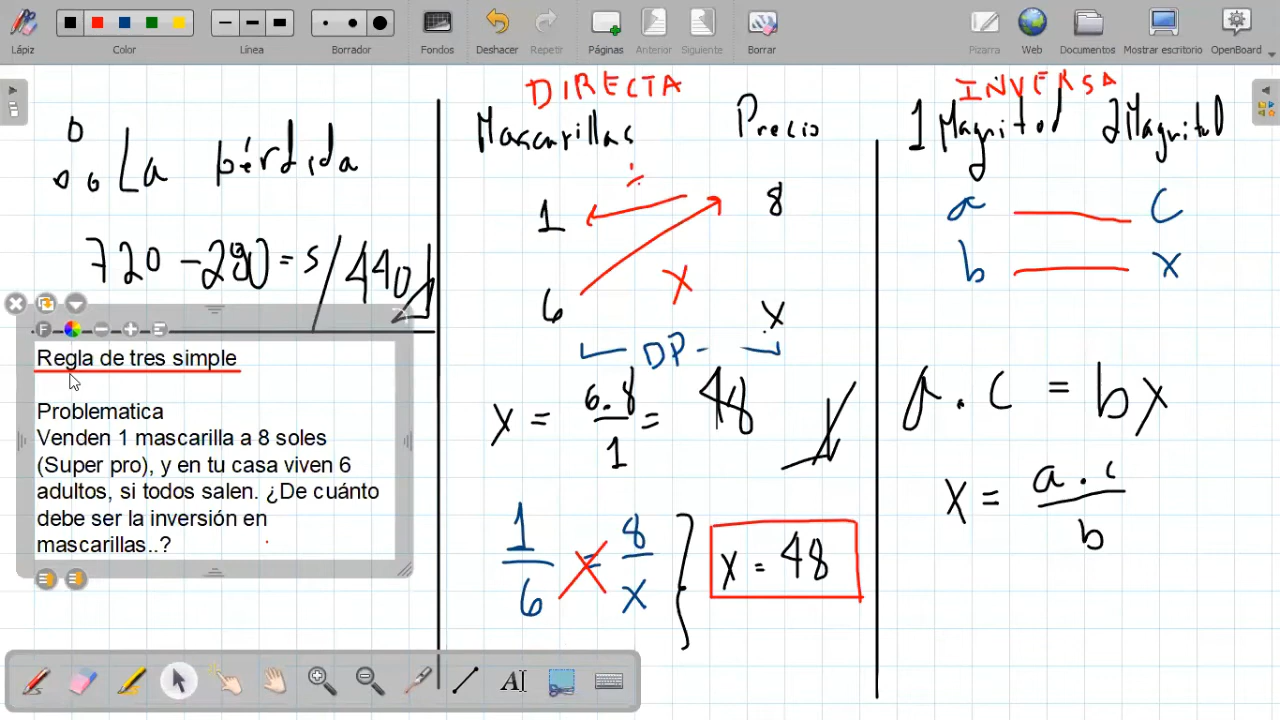 Lápiz
Color
Línea
Borrador
Fondos
Deshacer
Repetir
Páginas
Anterior
Siguiente
Borrar
Pizarra
Web
Documentos
Mostrar escritorio
OpenBoard
La pérdida
720 - 290 = s/440
Regla de tres simple
Problematica
Venden 1 mascarilla a 8 soles
(Super pro), y en tu casa viven 6
adultos, si todos salen. ¿De cuánto
debe ser la inversión en
mascarillas..?
DIRECTA
Mascarillas Precio
÷
1 8
X
6 x
DP
x = 6.8/1 = 48
1/6 = 8/x
x = 48
INVERSA
1 Magnitud 2 Magnitud
a c
b x
a . c = b x
x = a . c / b
F
AI